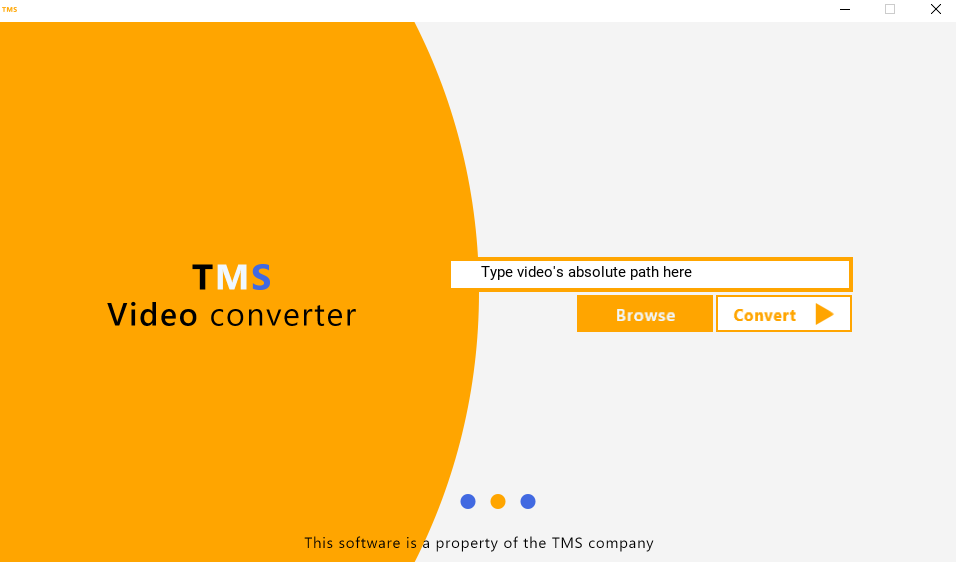 TMS
TMS
Video converter
Type video's absolute path here
Browse
Convert
This software is a property of the TMS company